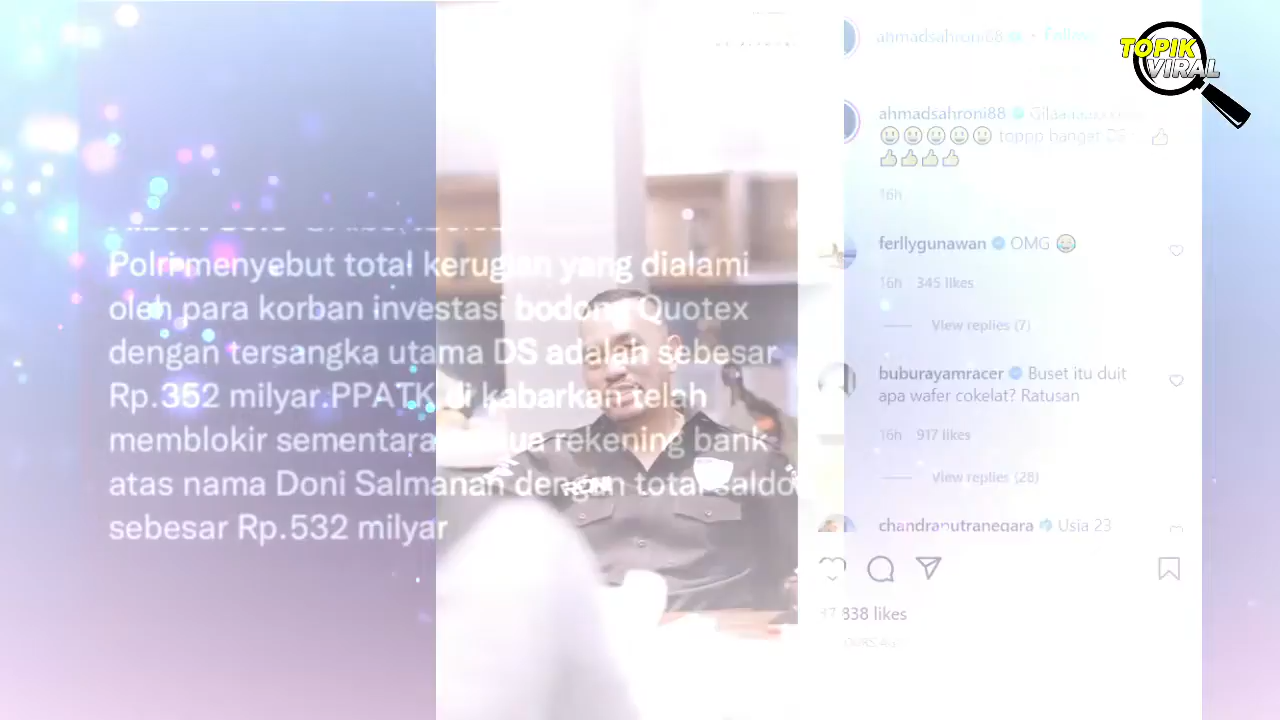 TOPIK
VIRAL
ahmadsahroni88
ahmadsahroni88
toppp banget
16h
ferllygunawan OMG
16h 345 likes
View replies (7)
buburayamracer Buset itu duit
apa wafer cokelat? Ratusan
16h 917 likes
View replies (28)
chandraputranegara Usia 23
838 likes
Polri menyebut total kerugian yang dialami
oleh para korban investasi bodong Quotex
dengan tersangka utama DS adalah sebesar
Rp.352 milyar.PPATK di kabarkan telah
memblokir sementara semua rekening bank
atas nama Doni Salmanan dengan total saldo
sebesar Rp.532 milyar